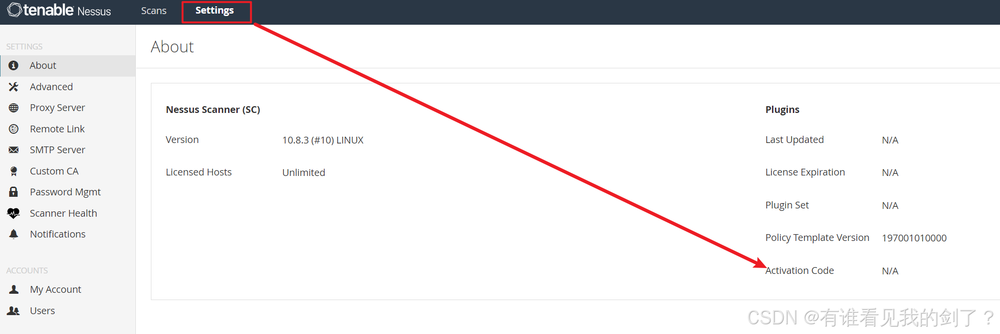 tenable Nessus
Scans
Settings
SETTINGS
About
Advanced
Proxy Server
Remote Link
SMTP Server
Custom CA
Password Mgmt
Scanner Health
Notifications
ACCOUNTS
My Account
Users
About
Nessus Scanner (SC)
Version 10.8.3 (#10) LINUX
Licensed Hosts Unlimited
Plugins
Last Updated N/A
License Expiration N/A
Plugin Set N/A
Policy Template Version 197001010000
Activation Code N/A
CSDN @有谁看见我的剑了？